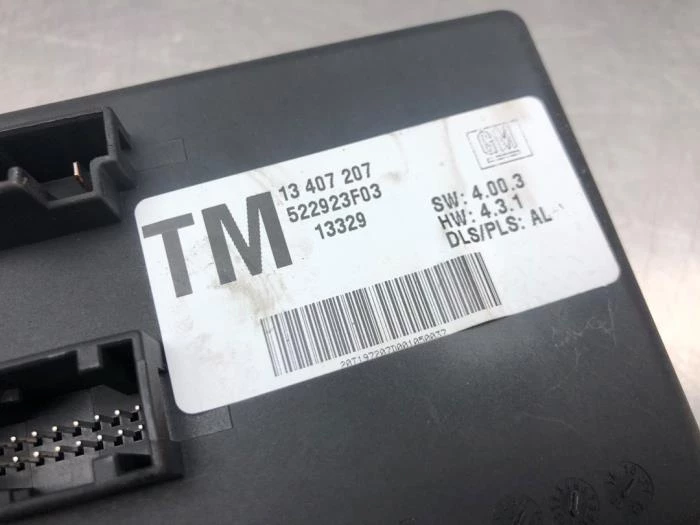 TM
13 407 207
522923F03
13329
GM
SW: 4.00.3
HW: 4.3.1
DLS/PLS: AL